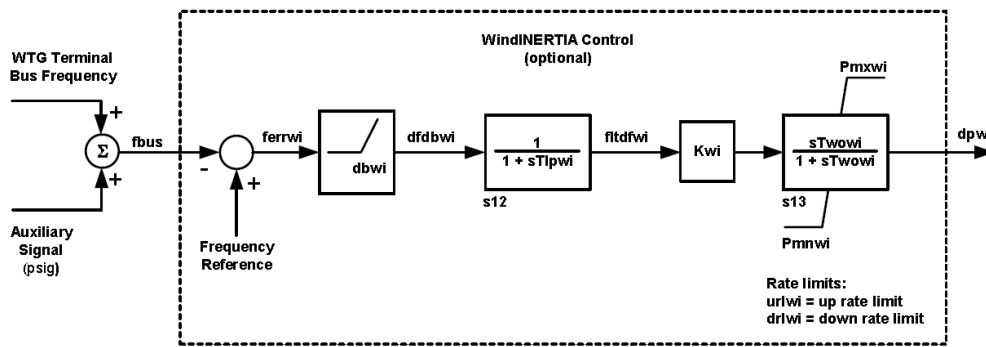 WindINERTIA Control
(optional)
WTG Terminal
Bus Frequency
+
Σ
+
fbus
-
+
ferrwi
dbwi
dfdbwi
1
1 + sTlpwi
s12
fltdfwi
Kwi
Pmxwi
sTwowi
1 + sTwowi
s13
Pmnwi
dpwi
Auxiliary
Signal
(psig)
Frequency
Reference
Rate limits:
urlwi = up rate limit
drlwi = down rate limit